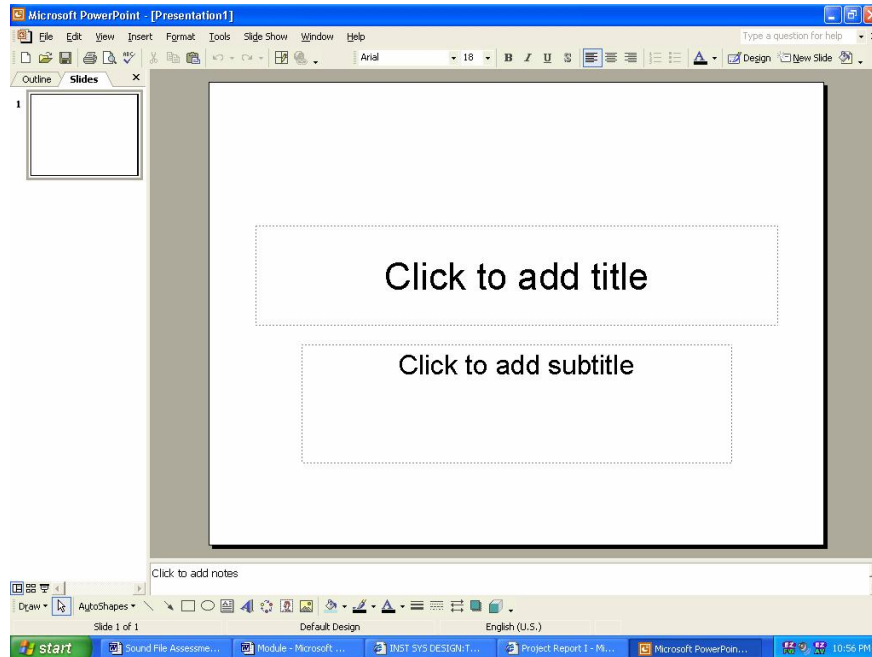 Microsoft PowerPoint - [Presentation1]
File Edit View Insert Format Tools Slide Show Window Help Type a question for help
Arial 18 B I U S A Design New Slide
Outline Slides
1
Click to add title
Click to add subtitle
Click to add notes
Draw AutoShapes
Slide 1 of 1 Default Design English (U.S.)
start Sound File Assessme... Module - Microsoft ... INST SYS DESIGN:T... Project Report I - Mi... Microsoft PowerPoin... 10:56 PM